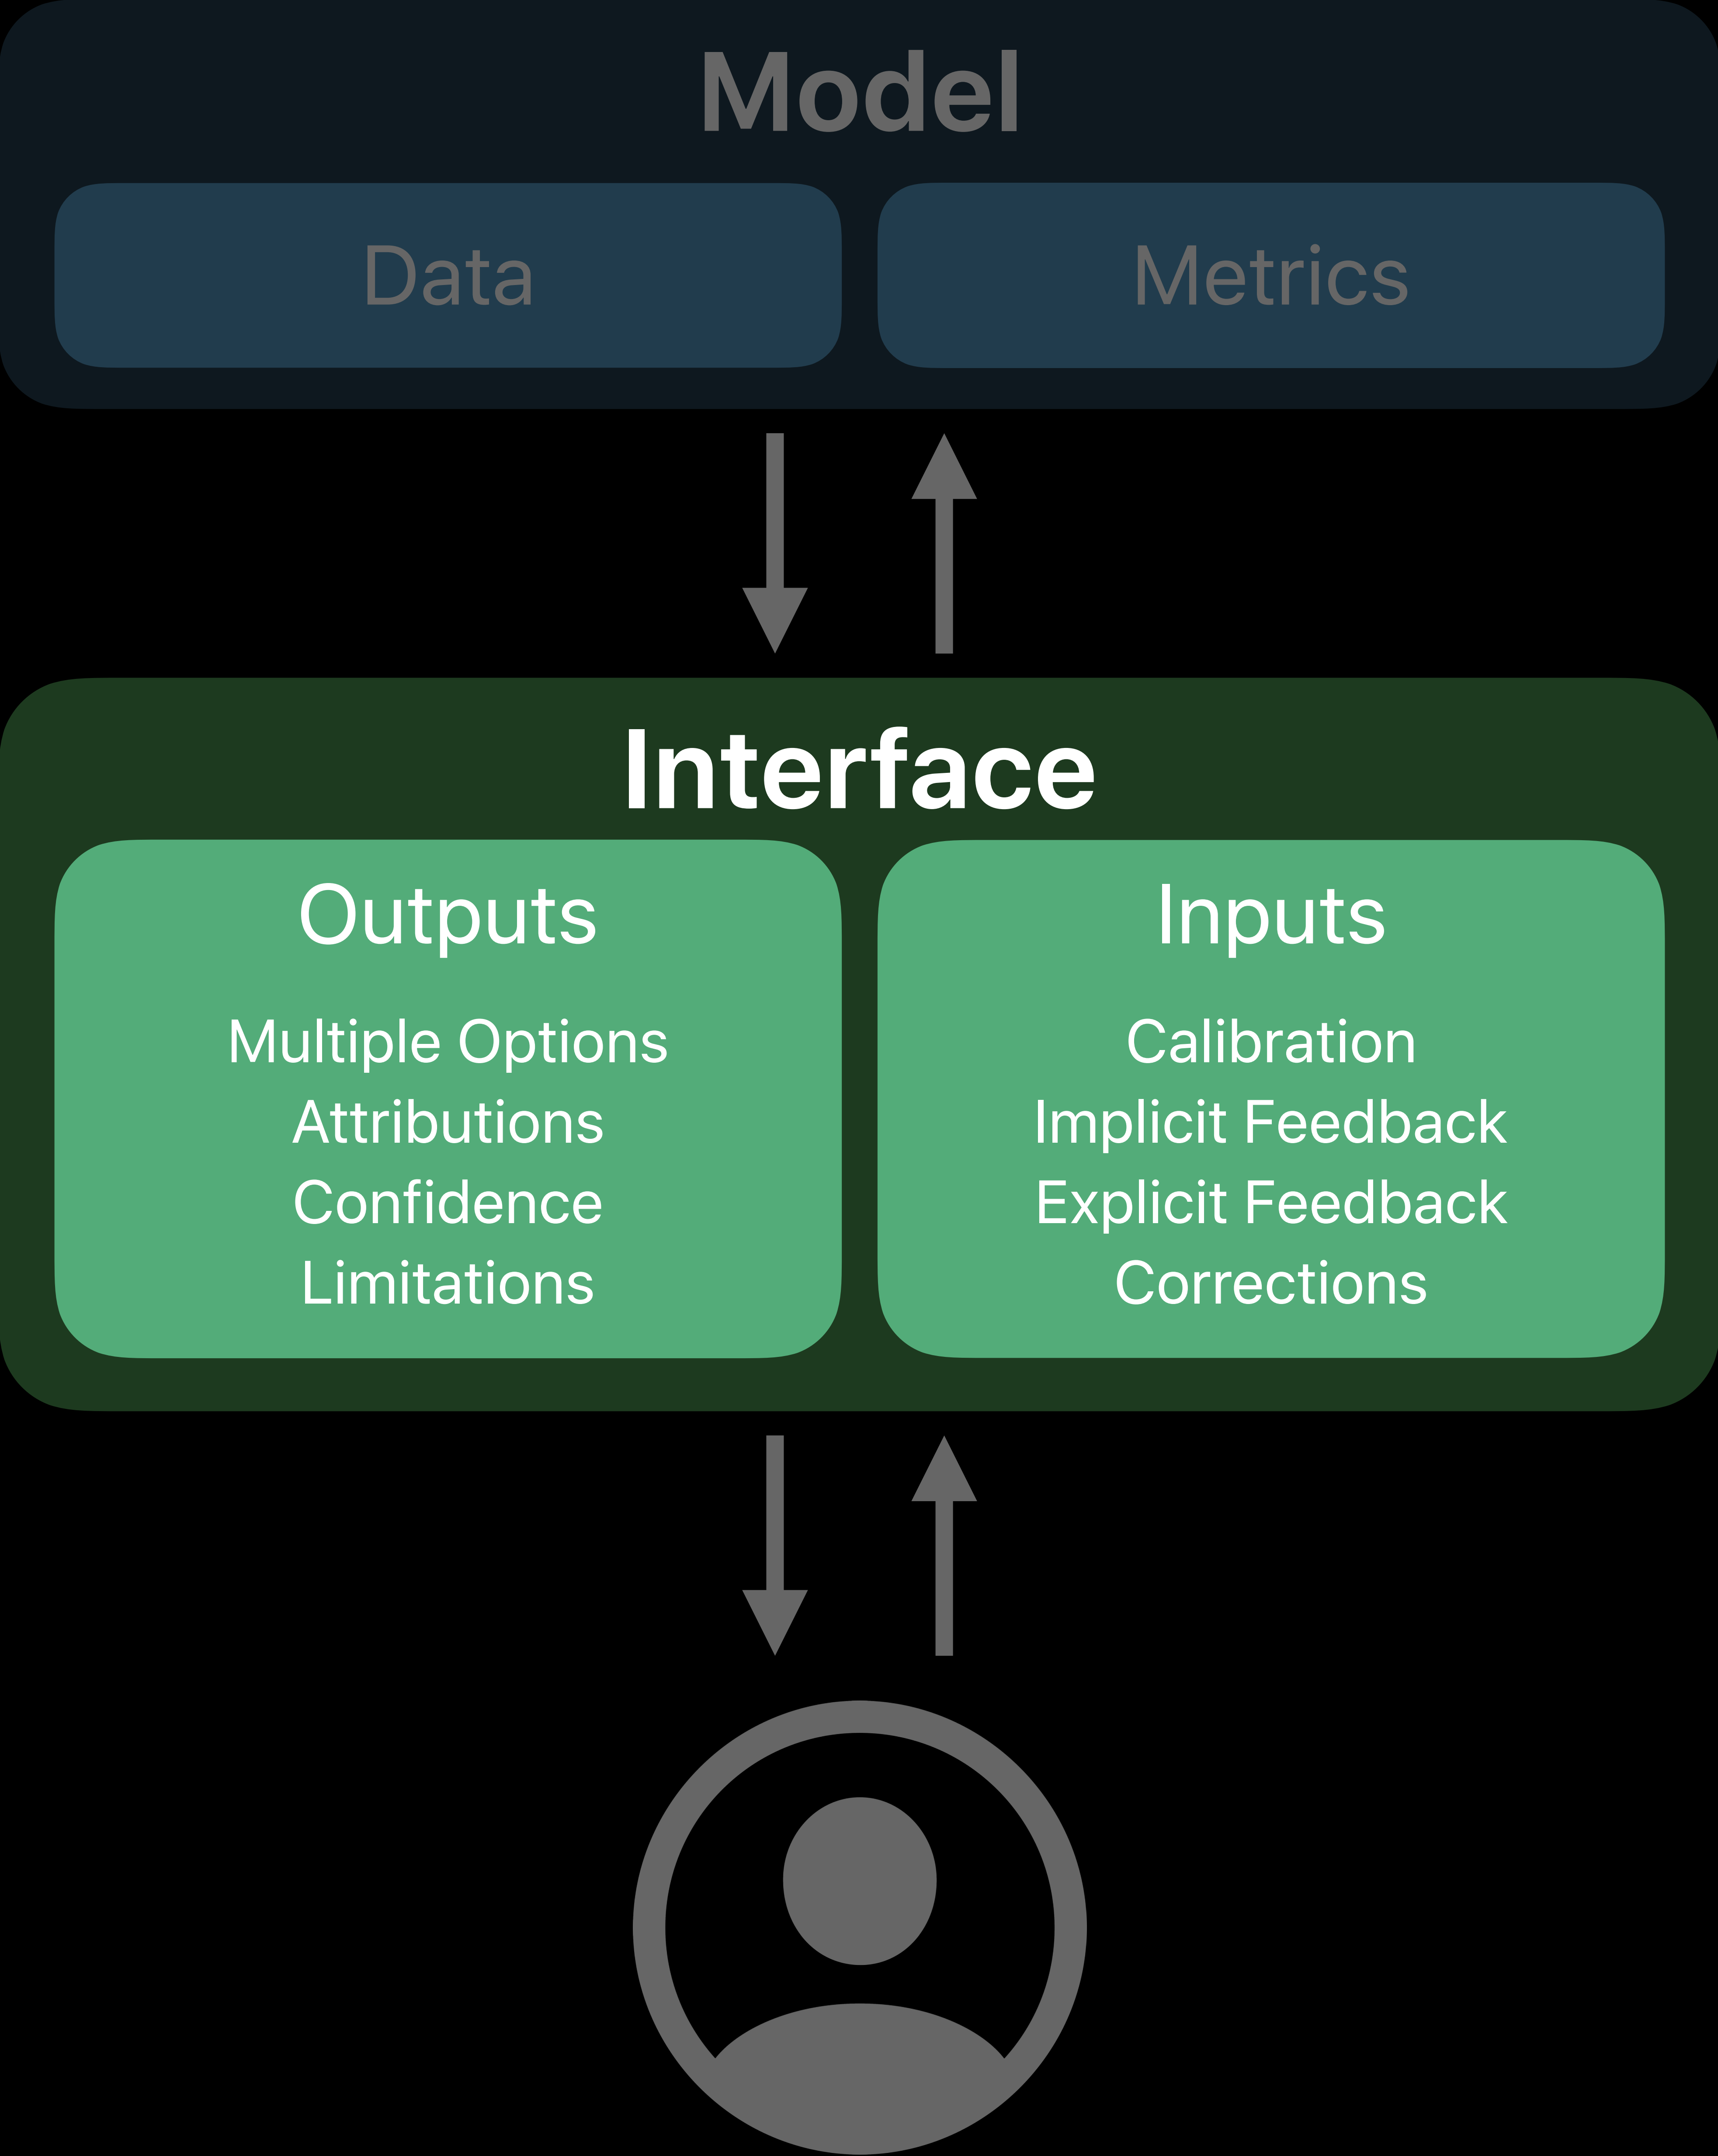 Model
Data
Metrics
Interface
Outputs
Multiple Options
Attributions
Confidence
Limitations
Inputs
Calibration
Implicit Feedback
Explicit Feedback
Corrections